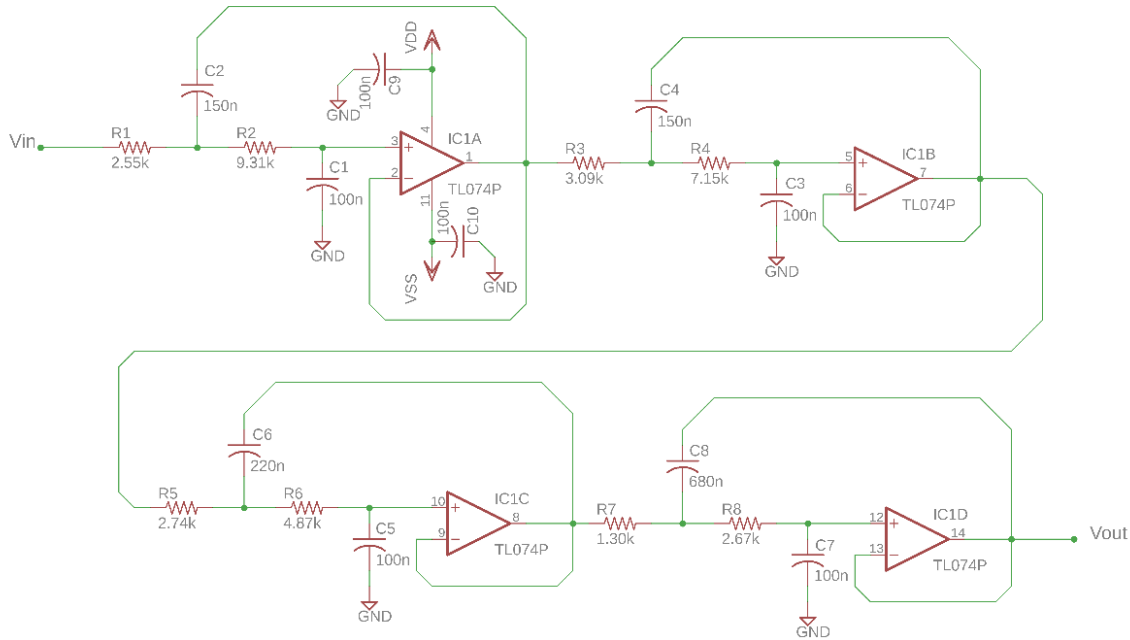 C2
150n
VDD
100n
C9
GND
Vin
R1
2.55k
R2
9.31k
C1
100n
GND
3
2
4
11
1
IC1A
TL074P
100n
C10
VSS
GND
C4
150n
R3
3.09k
R4
7.15k
C3
100n
GND
5
6
7
IC1B
TL074P
C6
220n
R5
2.74k
R6
4.87k
C5
100n
GND
10
9
8
IC1C
TL074P
C8
680n
R7
1.30k
R8
2.67k
C7
100n
GND
12
13
14
IC1D
TL074P
Vout